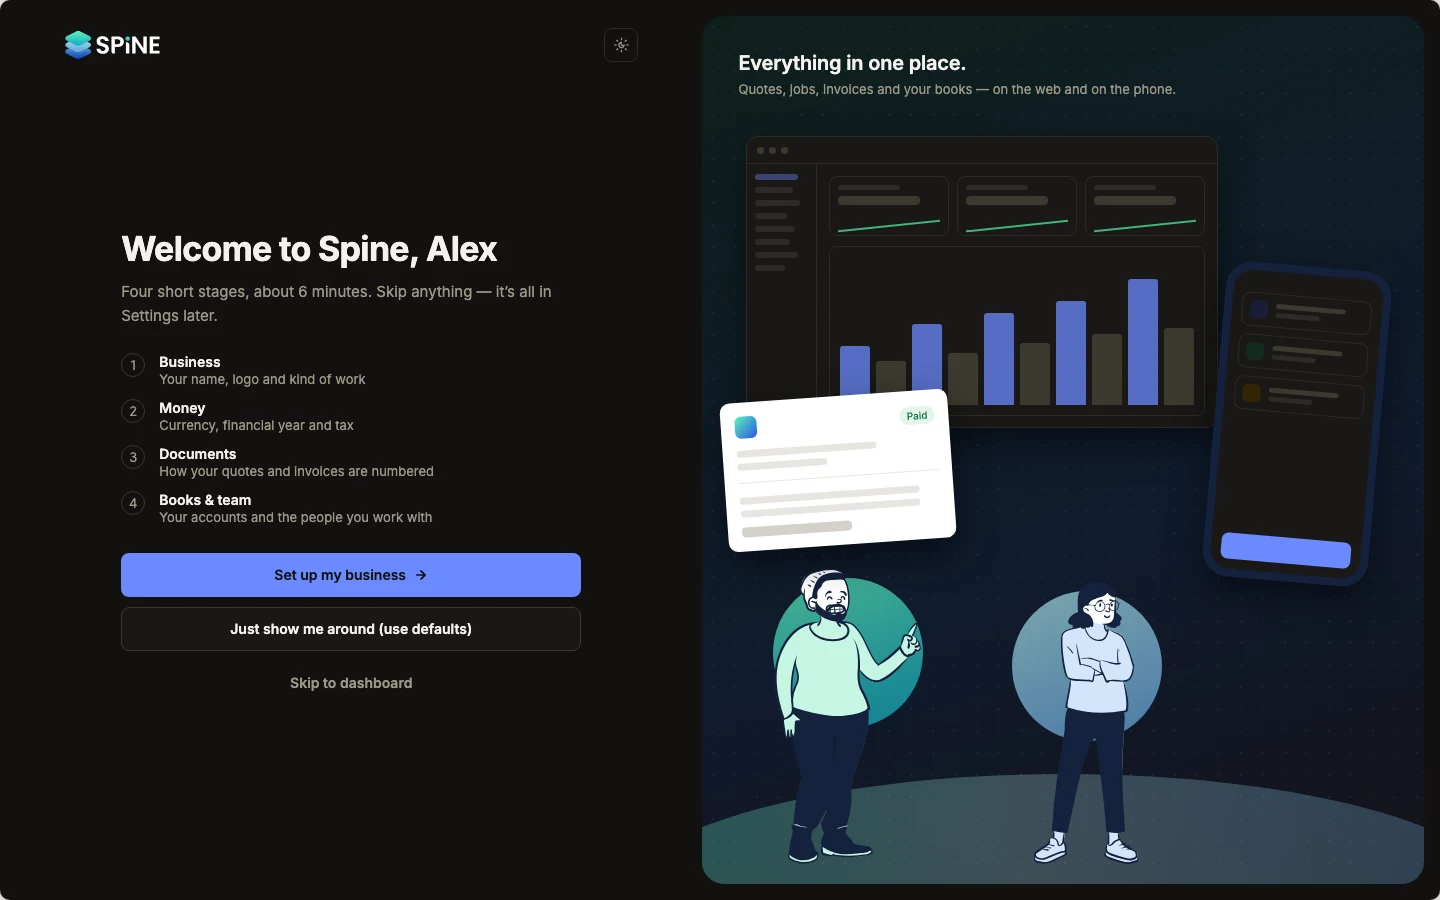 SPiNE
Welcome to Spine, Alex
Four short stages, about 6 minutes. Skip anything — it’s all in
Settings later.
1
Business
Your name, logo and kind of work
2
Money
Currency, financial year and tax
3
Documents
How your quotes and invoices are numbered
4
Books & team
Your accounts and the people you work with
Set up my business →
Just show me around (use defaults)
Skip to dashboard
Everything in one place.
Quotes, jobs, invoices and your books — on the web and on the phone.
Paid